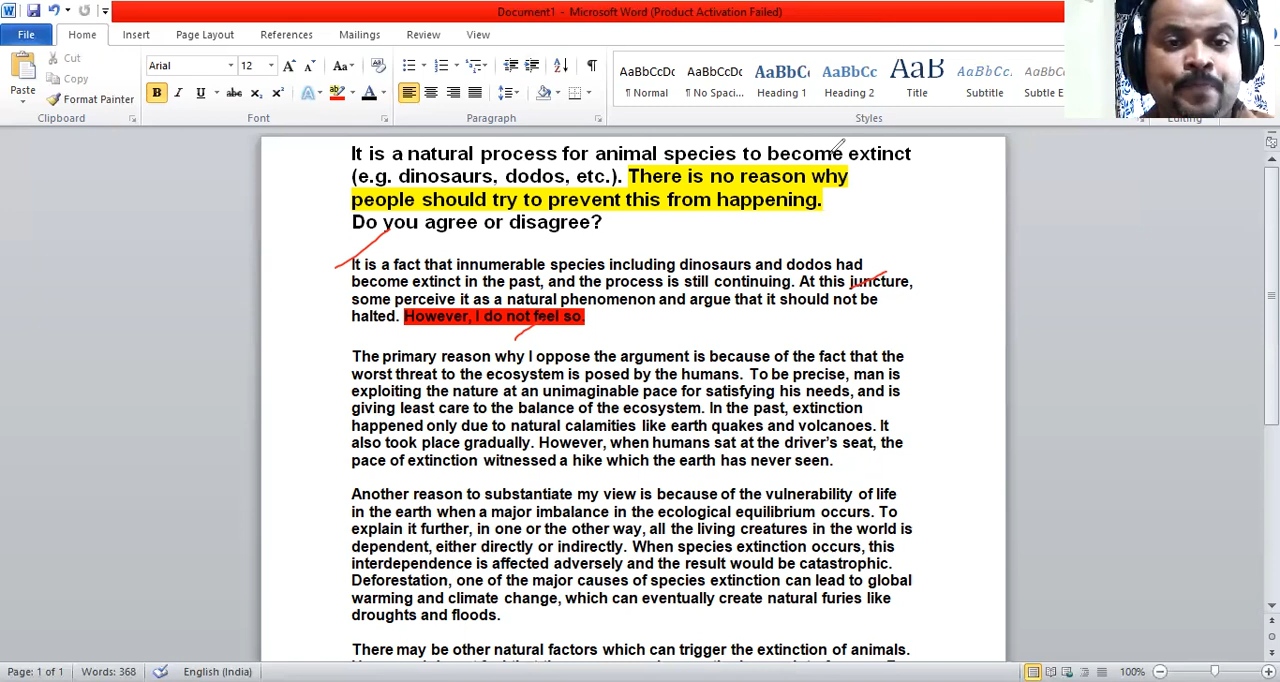 Document1 - Microsoft Word (Product Activation Failed)
File Home Insert Page Layout References Mailings Review View
Cut
Copy
Paste
Format Painter
Clipboard
Arial 12
Aa
B I U abc X2 X2 A ab A
Font
Paragraph
AaBbCcDc AaBbCcDc AaBbCc AaBbCc AaB AaBbCc AaBbCc
¶ Normal ¶ No Spaci... Heading 1 Heading 2 Title Subtitle Subtle E
Styles
Editing
It is a natural process for animal species to become extinct
(e.g. dinosaurs, dodos, etc.). There is no reason why
people should try to prevent this from happening.
Do you agree or disagree?
It is a fact that innumerable species including dinosaurs and dodos had
become extinct in the past, and the process is still continuing. At this juncture,
some perceive it as a natural phenomenon and argue that it should not be
halted. However, I do not feel so.
The primary reason why I oppose the argument is because of the fact that the
worst threat to the ecosystem is posed by the humans. To be precise, man is
exploiting the nature at an unimaginable pace for satisfying his needs, and is
giving least care to the balance of the ecosystem. In the past, extinction
happened only due to natural calamities like earth quakes and volcanoes. It
also took place gradually. However, when humans sat at the driver's seat, the
pace of extinction witnessed a hike which the earth has never seen.
Another reason to substantiate my view is because of the vulnerability of life
in the earth when a major imbalance in the ecological equilibrium occurs. To
explain it further, in one or the other way, all the living creatures in the world is
dependent, either directly or indirectly. When species extinction occurs, this
interdependence is affected adversely and the result would be catastrophic.
Deforestation, one of the major causes of species extinction can lead to global
warming and climate change, which can eventually create natural furies like
droughts and floods.
There may be other natural factors which can trigger the extinction of animals.
Page: 1 of 1 Words: 368 English (India) 100%